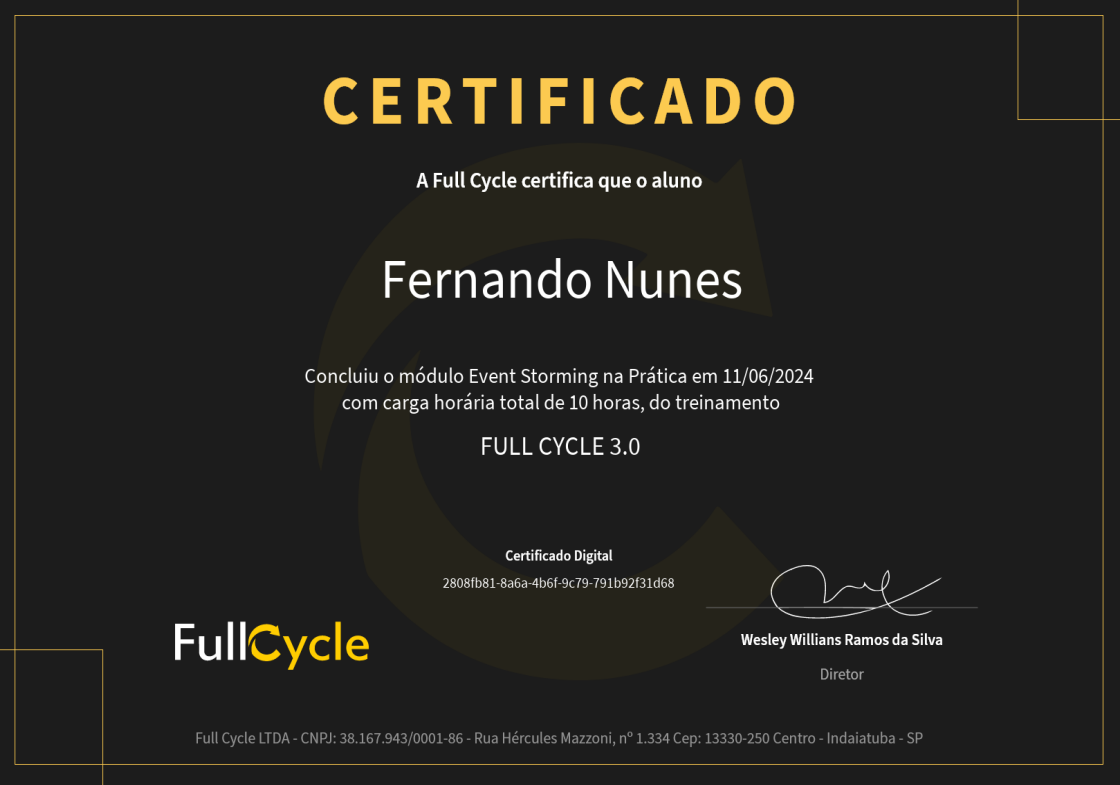 CERTIFICADO
A Full Cycle certifica que o aluno
Fernando Nunes
Concluiu o módulo Event Storming na Prática em 11/06/2024
com carga horária total de 10 horas, do treinamento
FULL CYCLE 3.0
Certificado Digital
2808fb81-8a6a-4b6f-9c79-791b92f31d68
FullCycle
Wesley Willians Ramos da Silva
Diretor
Full Cycle LTDA - CNPJ: 38.167.943/0001-86 - Rua Hércules Mazzoni, nº 1.334 Cep: 13330-250 Centro - Indaiatuba - SP